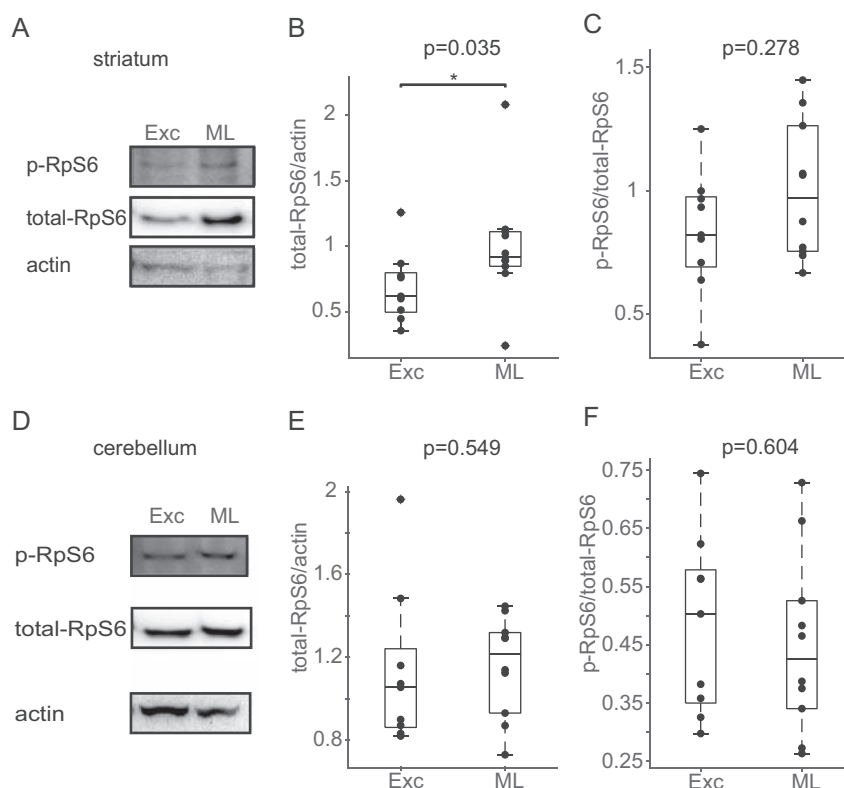 A
striatum
Exc ML
p-RpS6
total-RpS6
actin
B
p=0.035
*
total-RpS6/actin
2
1.5
1
0.5
Exc ML
C
p=0.278
p-RpS6/total-RpS6
1.5
1
0.5
Exc ML
D
cerebellum
Exc ML
p-RpS6
total-RpS6
actin
E
p=0.549
total-RpS6/actin
2
1.6
1.2
0.8
Exc ML
F
p=0.604
p-RpS6/total-RpS6
0.75
0.65
0.55
0.45
0.35
0.25
Exc ML